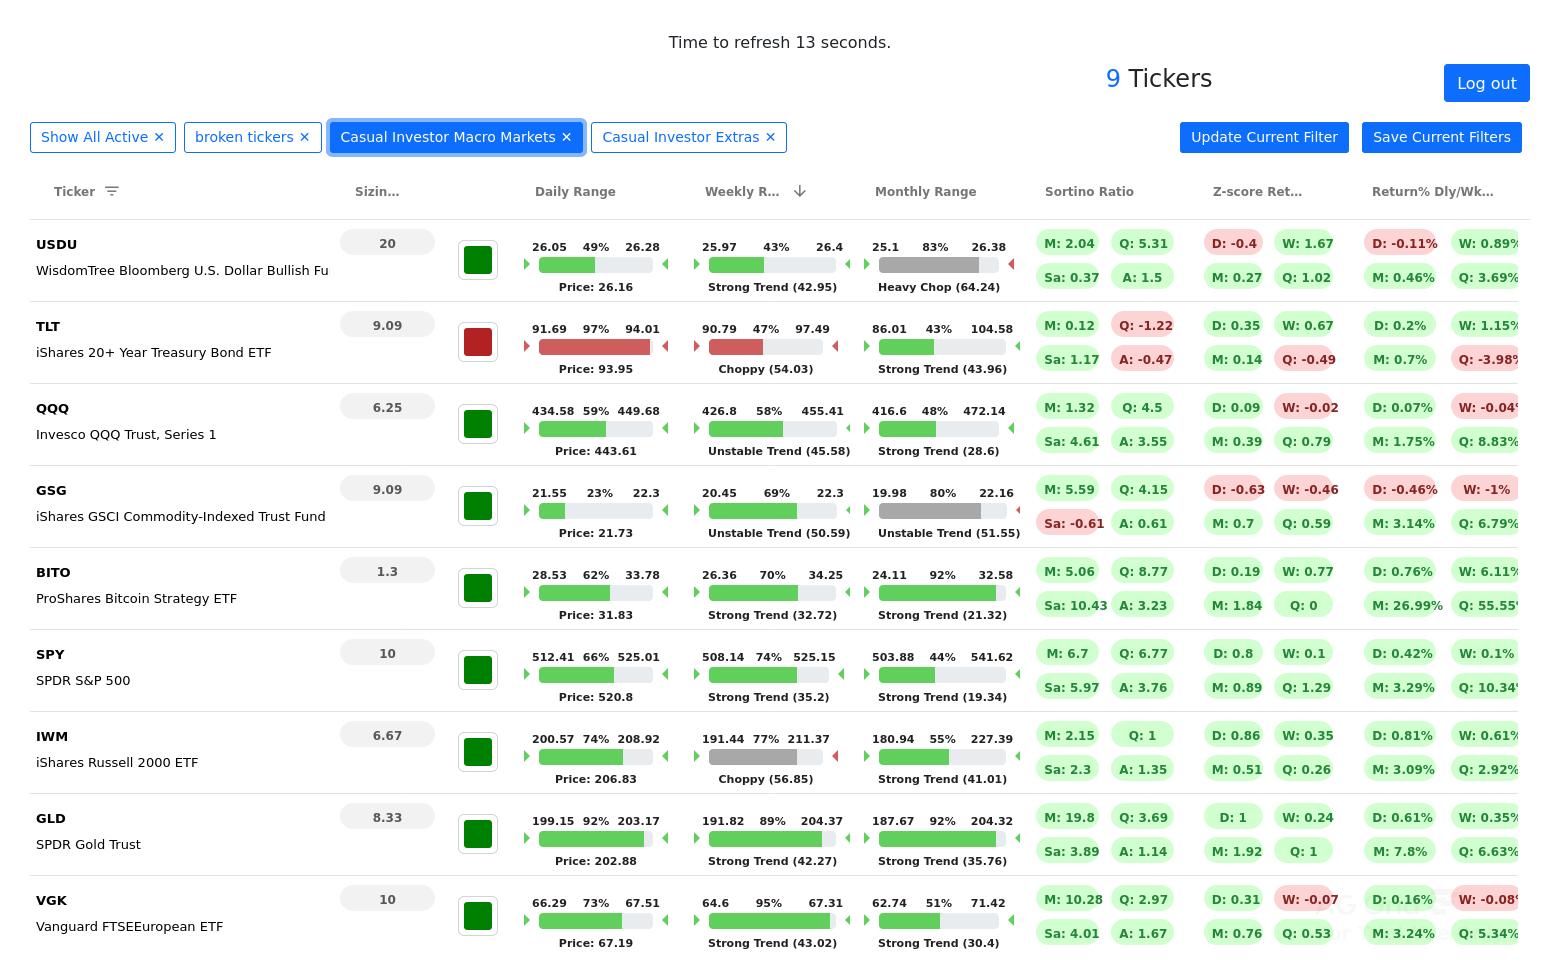 Time to refresh 13 seconds.
9 Tickers
Log out
Show All Active ✕ broken tickers ✕ Casual Investor Macro Markets ✕ Casual Investor Extras ✕ Update Current Filter Save Current Filters
Ticker Sizin... Daily Range Weekly R... Monthly Range Sortino Ratio Z-score Ret... Return% Dly/Wk...
USDU 20 26.05 49% 26.28 25.97 43% 26.4 25.1 83% 26.38 M: 2.04 Q: 5.31 D: -0.4 W: 1.67 D: -0.11% W: 0.89%
WisdomTree Bloomberg U.S. Dollar Bullish Fu Sa: 0.37 A: 1.5 M: 0.27 Q: 1.02 M: 0.46% Q: 3.69%
Price: 26.16 Strong Trend (42.95) Heavy Chop (64.24)
TLT 9.09 91.69 97% 94.01 90.79 47% 97.49 86.01 43% 104.58 M: 0.12 Q: -1.22 D: 0.35 W: 0.67 D: 0.2% W: 1.15%
iShares 20+ Year Treasury Bond ETF Sa: 1.17 A: -0.47 M: 0.14 Q: -0.49 M: 0.7% Q: -3.98%
Price: 93.95 Choppy (54.03) Strong Trend (43.96)
QQQ 6.25 434.58 59% 449.68 426.8 58% 455.41 416.6 48% 472.14 M: 1.32 Q: 4.5 D: 0.09 W: -0.02 D: 0.07% W: -0.04%
Invesco QQQ Trust, Series 1 Sa: 4.61 A: 3.55 M: 0.39 Q: 0.79 M: 1.75% Q: 8.83%
Price: 443.61 Unstable Trend (45.58) Strong Trend (28.6)
GSG 9.09 21.55 23% 22.3 20.45 69% 22.3 19.98 80% 22.16 M: 5.59 Q: 4.15 D: -0.63 W: -0.46 D: -0.46% W: -1%
iShares GSCI Commodity-Indexed Trust Fund Sa: -0.61 A: 0.61 M: 0.7 Q: 0.59 M: 3.14% Q: 6.79%
Price: 21.73 Unstable Trend (50.59) Unstable Trend (51.55)
BITO 1.3 28.53 62% 33.78 26.36 70% 34.25 24.11 92% 32.58 M: 5.06 Q: 8.77 D: 0.19 W: 0.77 D: 0.76% W: 6.11%
ProShares Bitcoin Strategy ETF Sa: 10.43 A: 3.23 M: 1.84 Q: 0 M: 26.99% Q: 55.55%
Price: 31.83 Strong Trend (32.72) Strong Trend (21.32)
SPY 10 512.41 66% 525.01 508.14 74% 525.15 503.88 44% 541.62 M: 6.7 Q: 6.77 D: 0.8 W: 0.1 D: 0.42% W: 0.1%
SPDR S&P 500 Sa: 5.97 A: 3.76 M: 0.89 Q: 1.29 M: 3.29% Q: 10.34%
Price: 520.8 Strong Trend (35.2) Strong Trend (19.34)
IWM 6.67 200.57 74% 208.92 191.44 77% 211.37 180.94 55% 227.39 M: 2.15 Q: 1 D: 0.86 W: 0.35 D: 0.81% W: 0.61%
iShares Russell 2000 ETF Sa: 2.3 A: 1.35 M: 0.51 Q: 0.26 M: 3.09% Q: 2.92%
Price: 206.83 Choppy (56.85) Strong Trend (41.01)
GLD 8.33 199.15 92% 203.17 191.82 89% 204.37 187.67 92% 204.32 M: 19.8 Q: 3.69 D: 1 W: 0.24 D: 0.61% W: 0.35%
SPDR Gold Trust Sa: 3.89 A: 1.14 M: 1.92 Q: 1 M: 7.8% Q: 6.63%
Price: 202.88 Strong Trend (42.27) Strong Trend (35.76)
VGK 10 66.29 73% 67.51 64.6 95% 67.31 62.74 51% 71.42 M: 10.28 Q: 2.97 D: 0.31 W: -0.07 D: 0.16% W: -0.08%
Vanguard FTSEEuropean ETF Sa: 4.01 A: 1.67 M: 0.76 Q: 0.53 M: 3.24% Q: 5.34%
Price: 67.19 Strong Trend (43.02) Strong Trend (30.4)